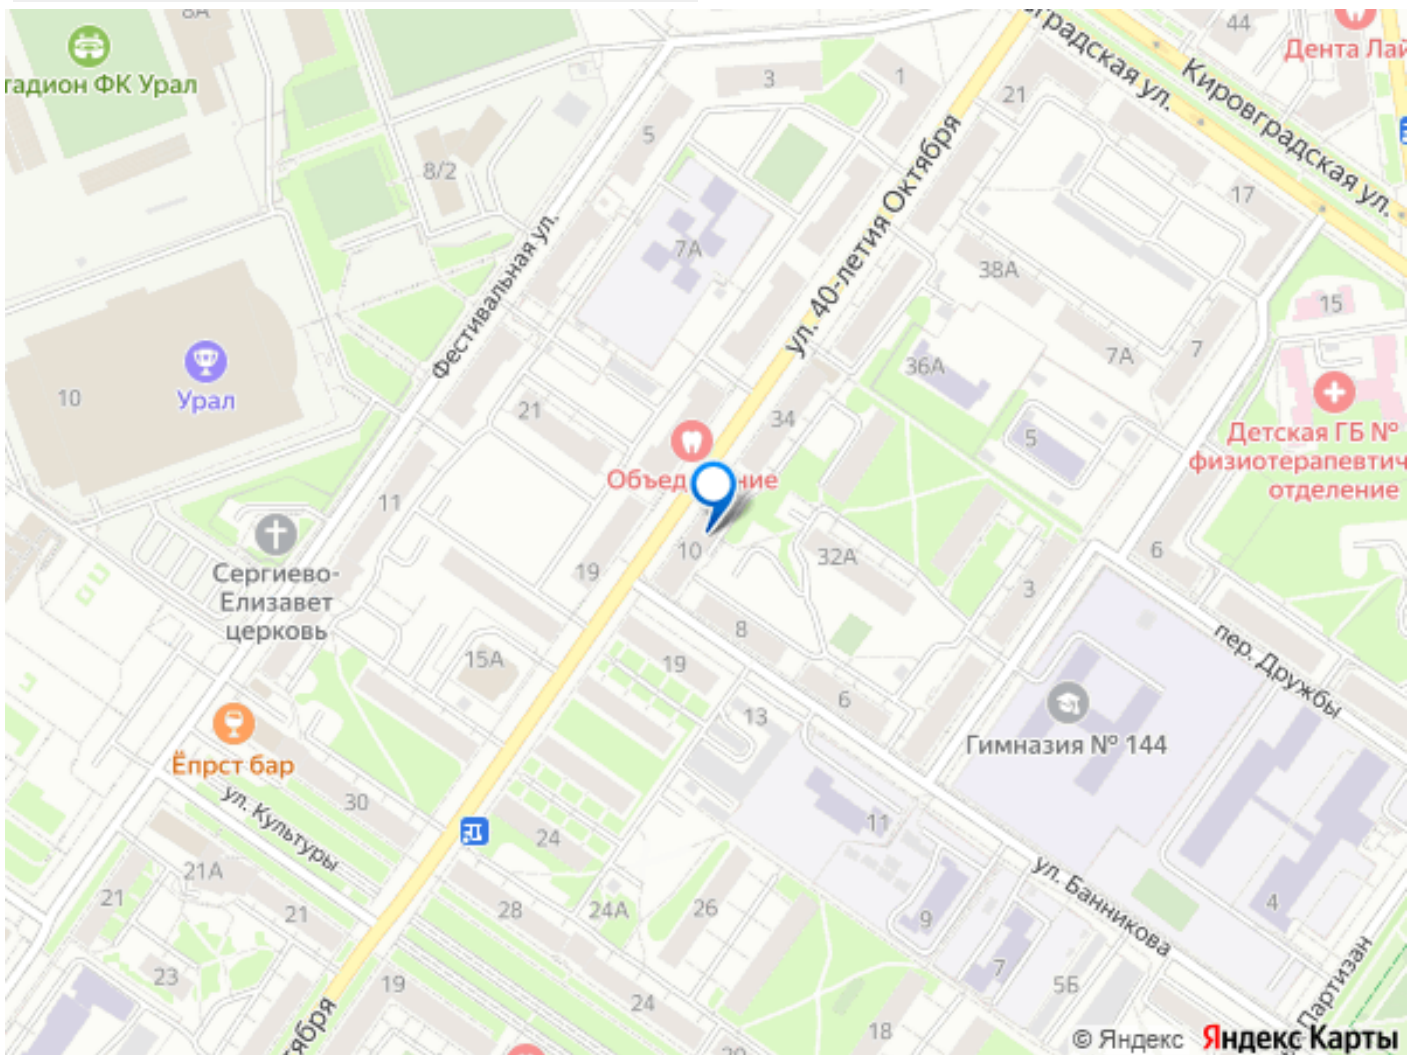 8А
44
Дента Лай
тадион ФК Урал
3
1
21
вградская ул.
Кировградская ул.
5
8/2
17
ул. 40-летия Октября
7А
38А
Фестивальная ул.
15
7А
7
36А
10
Урал
21
34
5
Детская ГБ №
физиотерапевтич
отделение
Объед
ние
11
10
32А
6
Сергиево-
Елизавет
церковь
19
3
8
пер. Дружбы
15А
19
6
13
Гимназия № 144
Ёпрст бар
30
ул. Культуры
24
11
ул. Банникова
21А
21
21
28
24А
26
9
4
23
19
7
5Б
тября
24
18
20
Партизан
© Яндекс Яндекс Карты